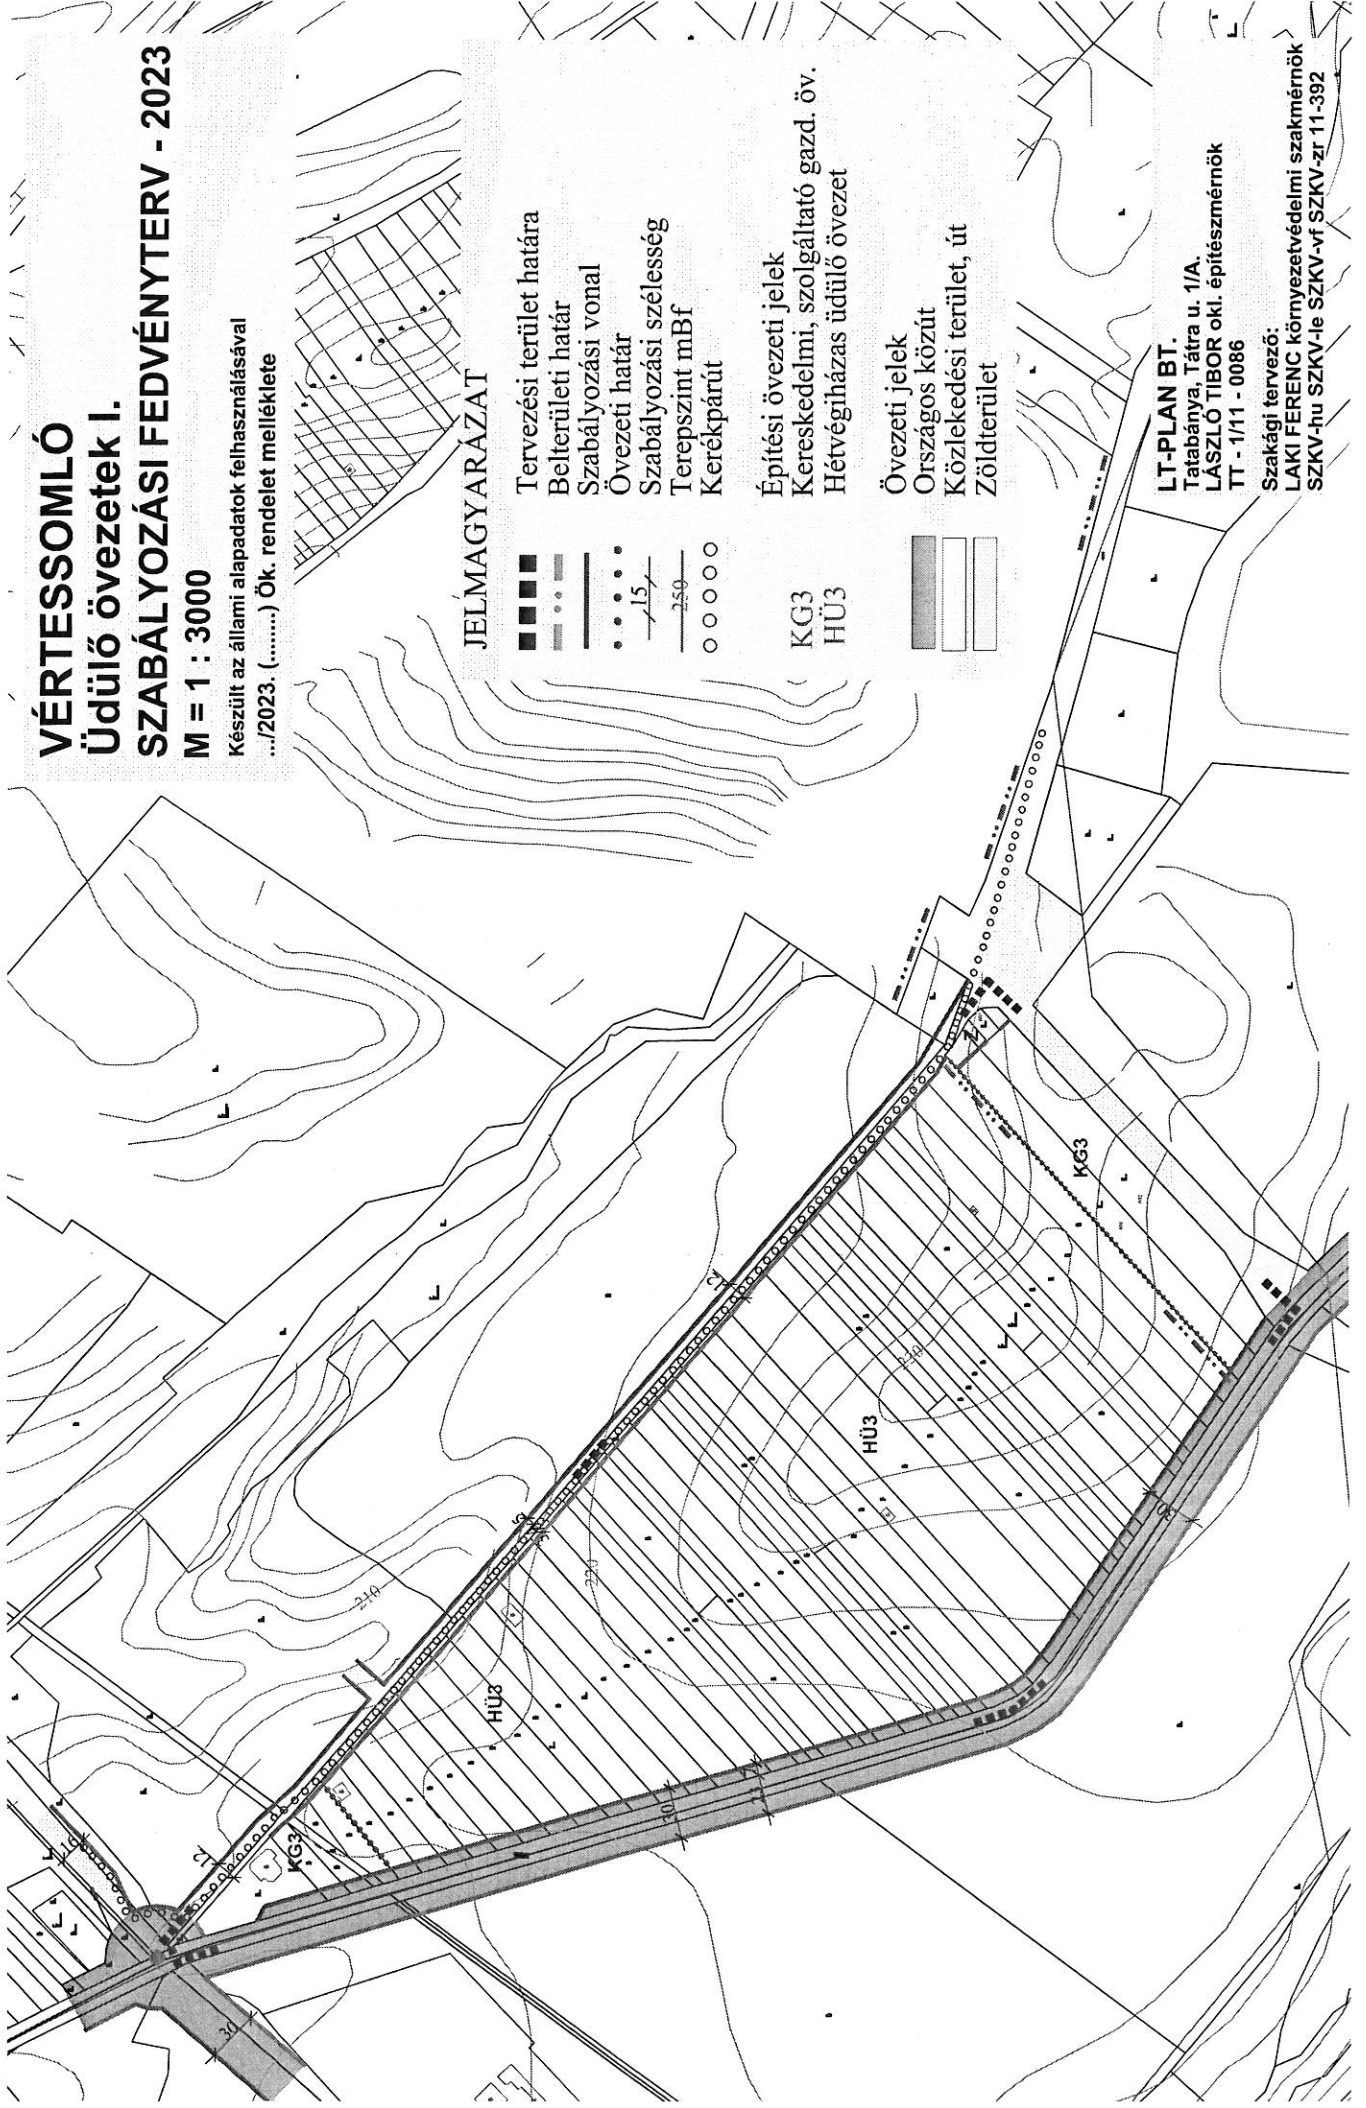 VÉRTESSOMLÓ
Üdülő övezetek I.
SZABÁLYOZÁSI FEDVÉNYTERV - 2023
M = 1 : 3000
Készült az állami alapadatok felhasználásával
.../2023. (........) Ök. rendelet melléklete
JELMAGYARÁZAT
Tervezési terület határa
Belterületi határ
Szabályozási vonal
Övezeti határ
15
Szabályozási szélesség
250
Terepszint mBf
Kerékpárút
Építési övezeti jelek
KG3
Kereskedelmi, szolgáltató gazd. öv.
HÜ3
Hétvégiházas üdülő övezet
Övezeti jelek
Országos közút
Közlekedési terület, út
Zöldterület
LT-PLAN BT.
Tatabánya, Tátra u. 1/A.
LÁSZLÓ TIBOR okl. építészmérnök
TT - 1/11 - 0086
Szakági tervező:
LAKI FERENC környezetvédelmi szakmérnök
SZKV-hu SZKV-le SZKV-vf SZKV-zr 11-392
16
12
KG3
30
210
HÜ3
220
30
HÜ3
230
30
KG3